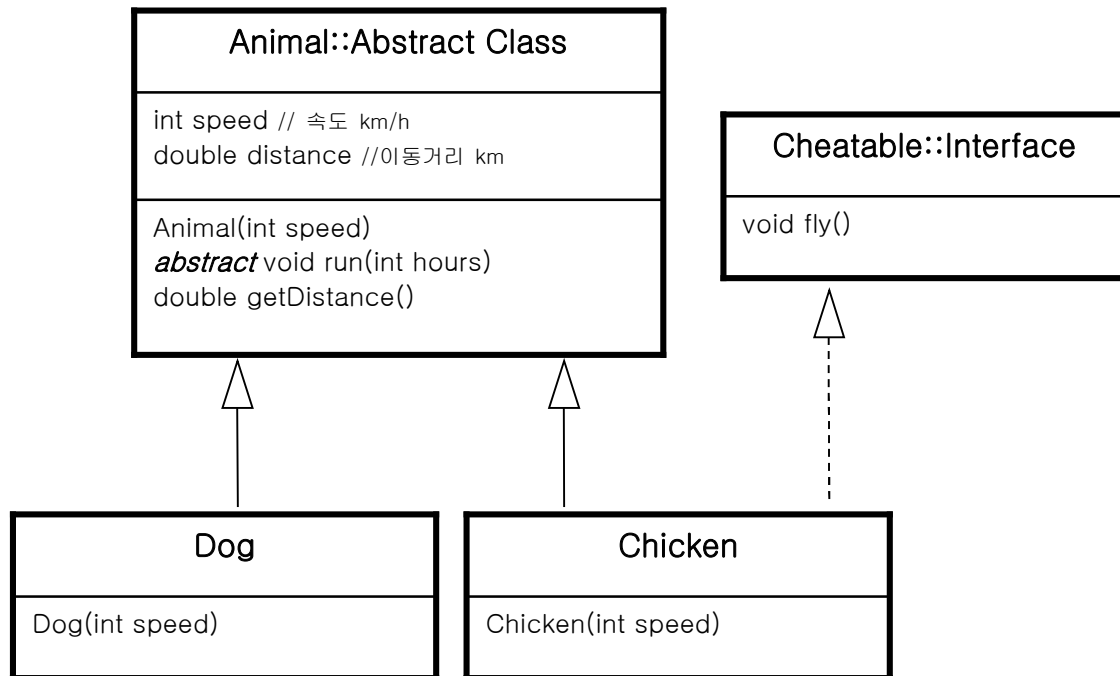 Animal::Abstract Class
int speed // 속도 km/h
double distance //이동거리 km
Animal(int speed)
abstract void run(int hours)
double getDistance()
Cheatable::Interface
void fly()
Dog
Dog(int speed)
Chicken
Chicken(int speed)